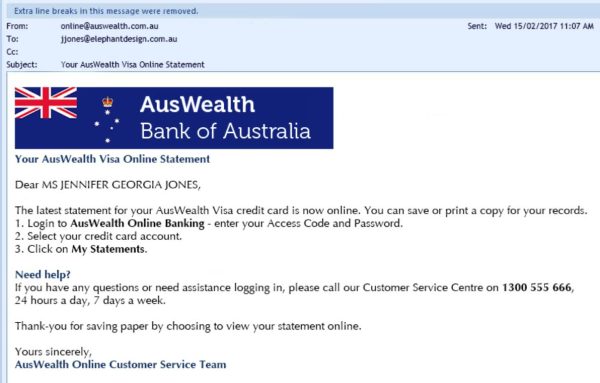 Extra line breaks in this message were removed.
From: online@auswealth.com.au Sent: Wed 15/02/2017 11:07 AM
To: jjones@elephantdesign.com.au
Cc:
Subject: Your AusWealth Visa Online Statement
AusWealth
Bank of Australia
Your AusWealth Visa Online Statement
Dear MS JENNIFER GEORGIA JONES,
The latest statement for your AusWealth Visa credit card is now online. You can save or print a copy for your records.
1. Login to AusWealth Online Banking - enter your Access Code and Password.
2. Select your credit card account.
3. Click on My Statements.
Need help?
If you have any questions or need assistance logging in, please call our Customer Service Centre on 1300 555 666,
24 hours a day, 7 days a week.
Thank-you for saving paper by choosing to view your statement online.
Yours sincerely,
AusWealth Online Customer Service Team